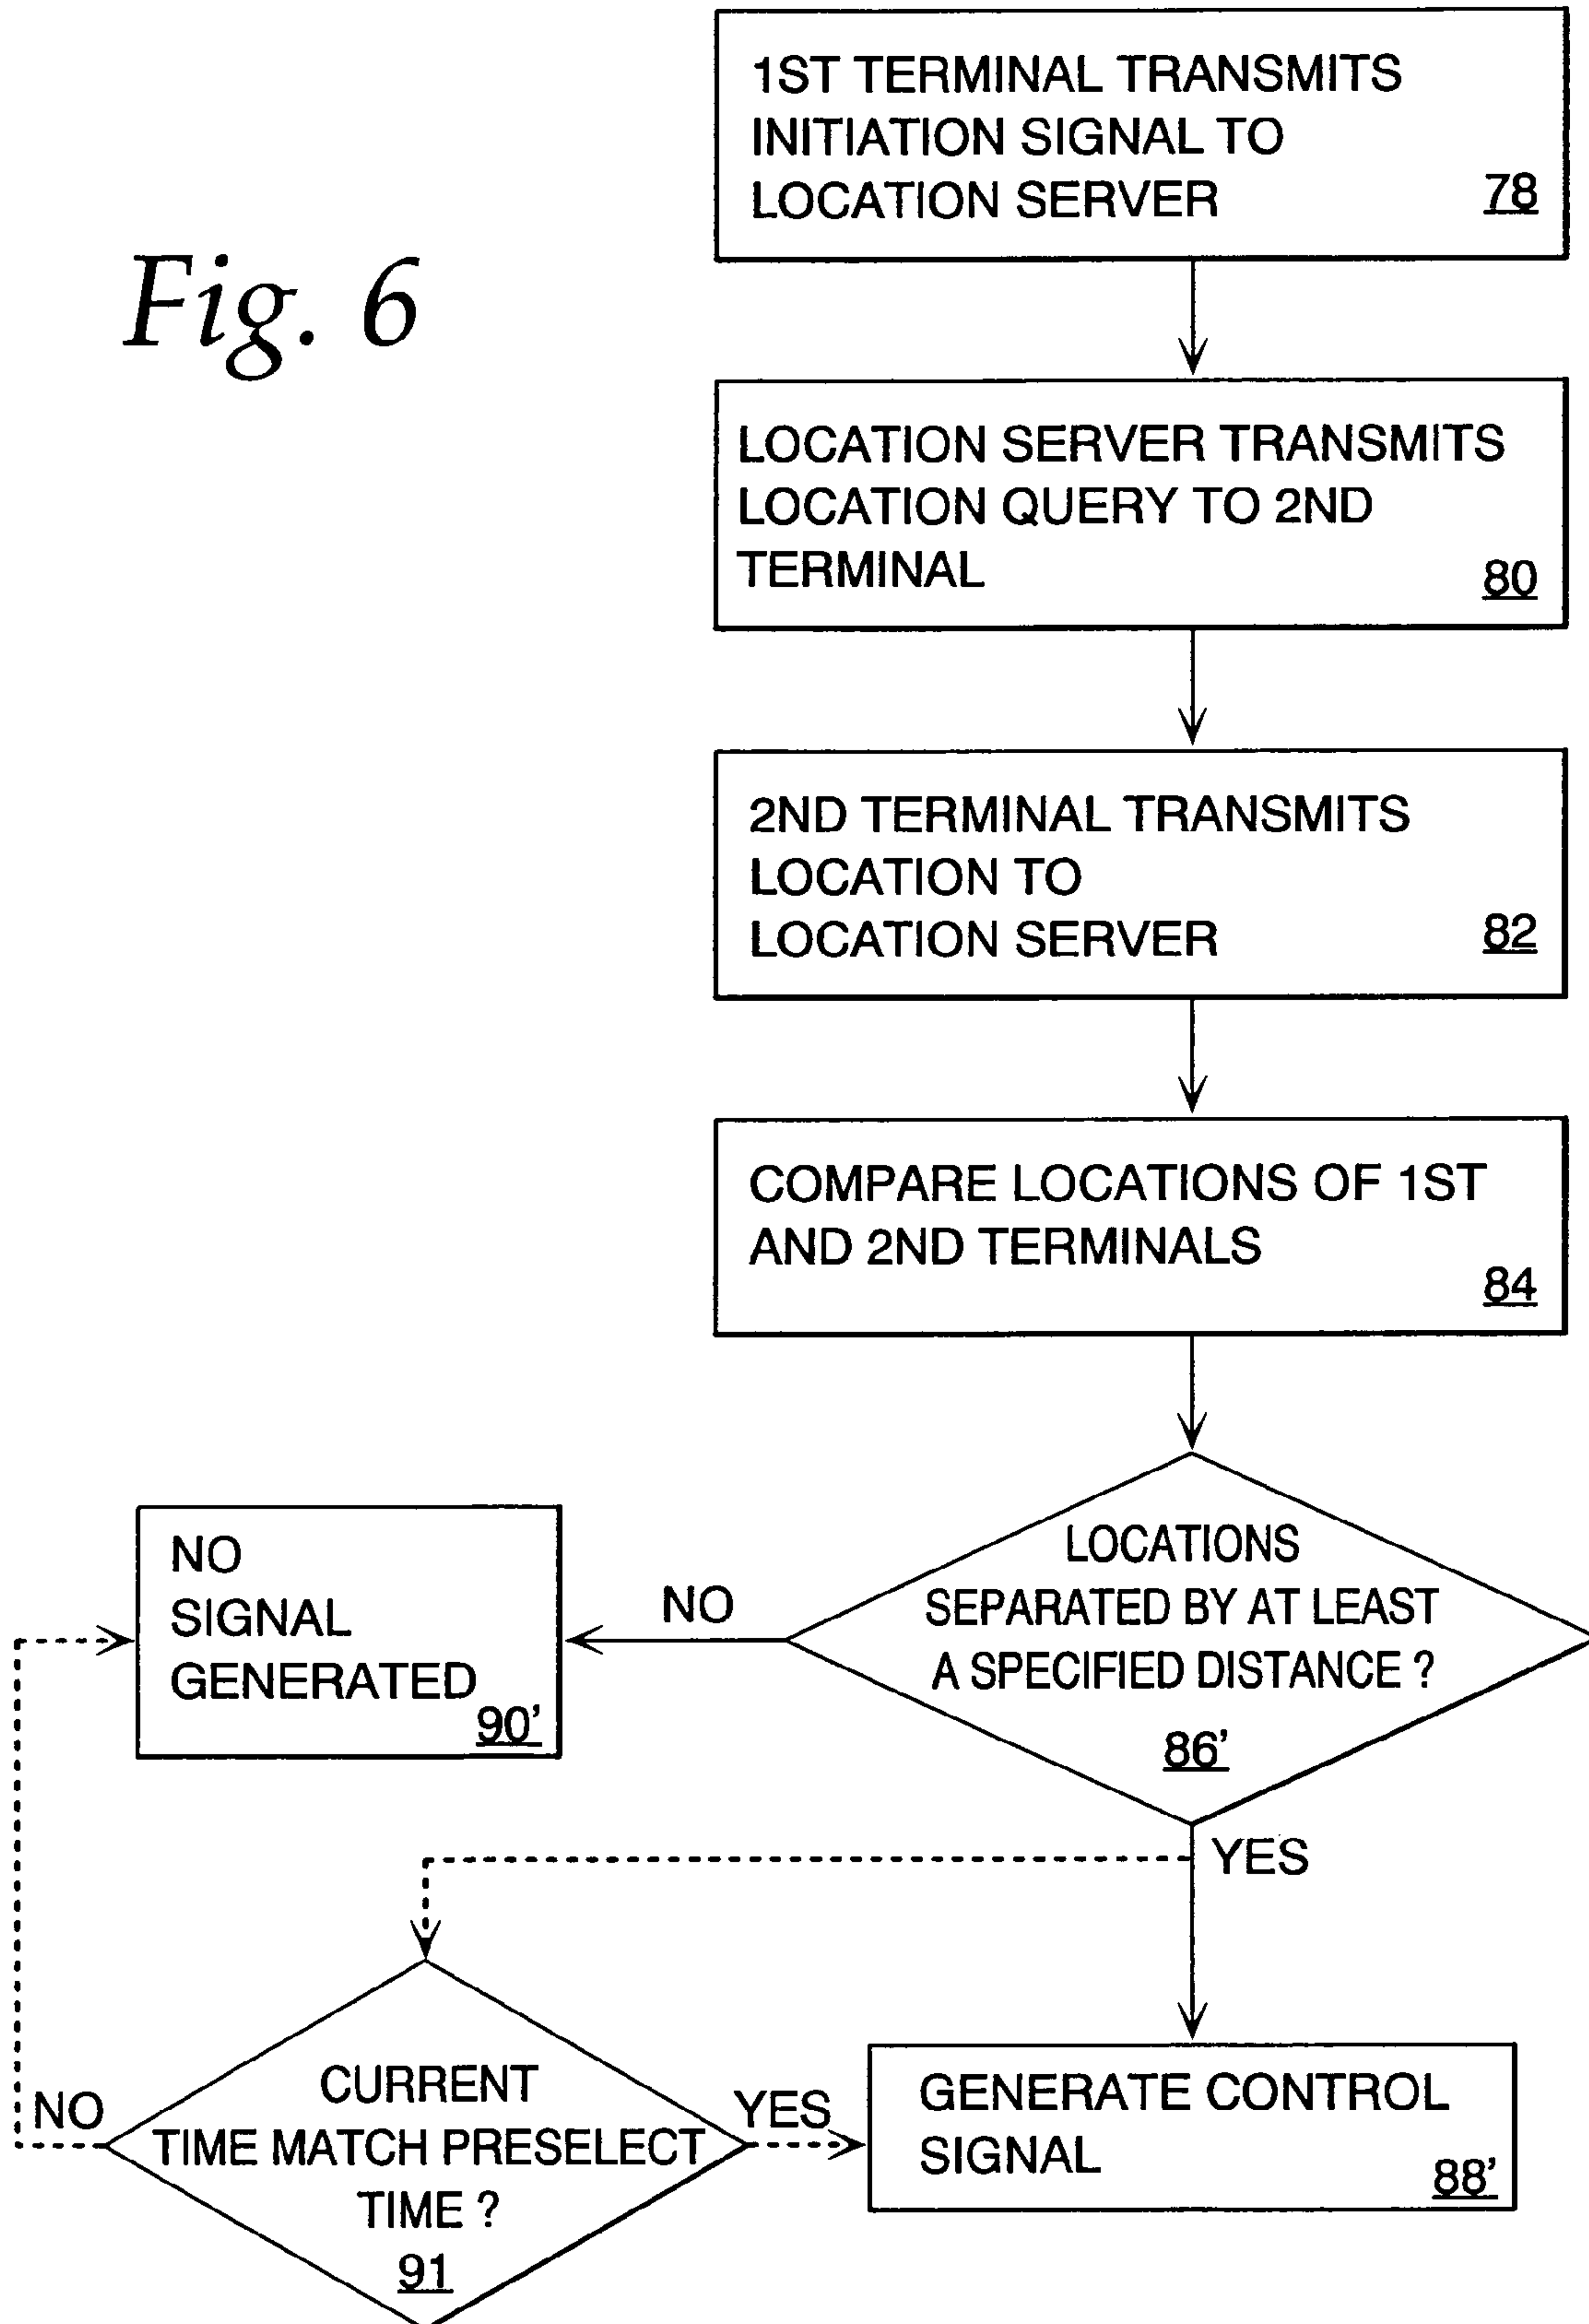 Fig. 6
1ST TERMINAL TRANSMITS
INITIATION SIGNAL TO
LOCATION SERVER 78
LOCATION SERVER TRANSMITS
LOCATION QUERY TO 2ND
TERMINAL 80
2ND TERMINAL TRANSMITS
LOCATION TO
LOCATION SERVER 82
COMPARE LOCATIONS OF 1ST
AND 2ND TERMINALS
84
LOCATIONS
SEPARATED BY AT LEAST
A SPECIFIED DISTANCE ?
86'
NO
NO
SIGNAL
GENERATED
90'
YES
CURRENT
TIME MATCH PRESELECT
TIME ?
91
NO
YES
GENERATE CONTROL
SIGNAL 88'